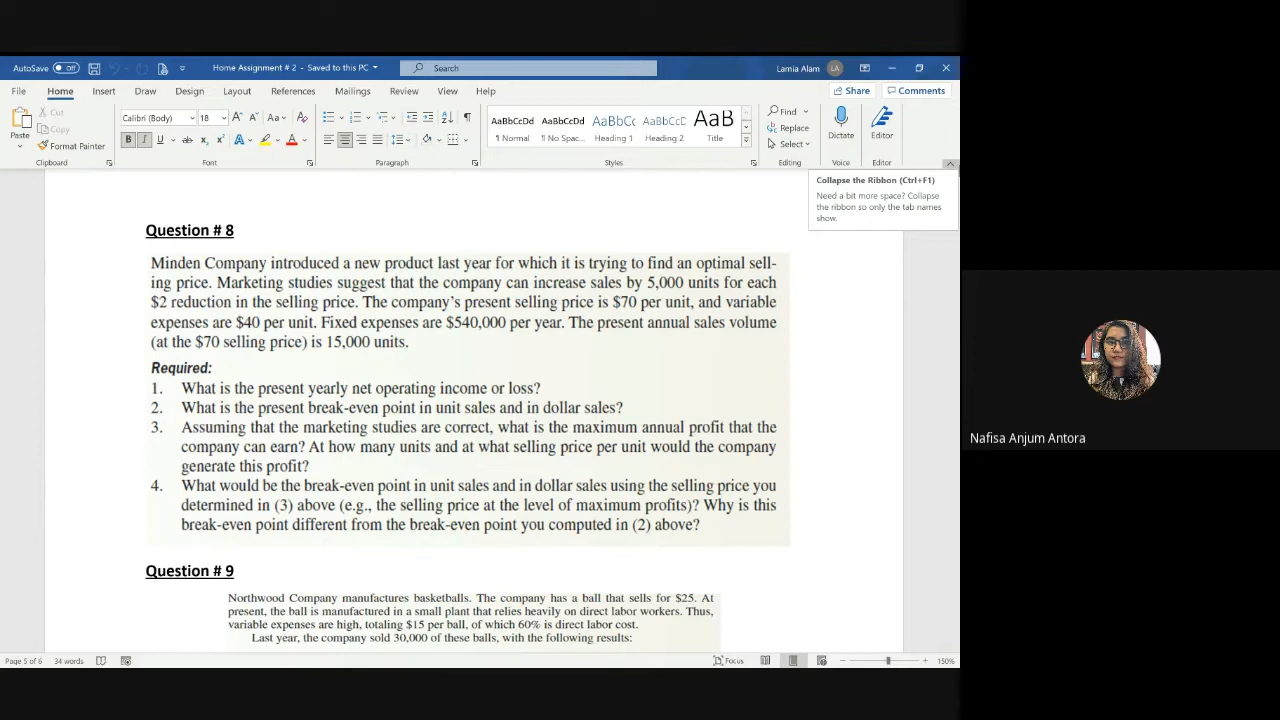 AutoSave Off Home Assignment # 2 - Saved to this PC Search Lamia Alam LA
File Home Insert Draw Design Layout References Mailings Review View Help Share Comments
Paste Cut Copy Format Painter
Calibri (Body) 18 A A Aa A
B I U ab x₂ x² A A
AaBbCcDd AaBbCcDd AaBbCc AaBbCcD AaB
¶ Normal ¶ No Spac... Heading 1 Heading 2 Title
Find Replace Select Dictate Editor
Clipboard Font Paragraph Styles Editing Voice Editor
Collapse the Ribbon (Ctrl+F1)
Need a bit more space? Collapse
the ribbon so only the tab names
show.
Question # 8
Minden Company introduced a new product last year for which it is trying to find an optimal sell-
ing price. Marketing studies suggest that the company can increase sales by 5,000 units for each
$2 reduction in the selling price. The company's present selling price is $70 per unit, and variable
expenses are $40 per unit. Fixed expenses are $540,000 per year. The present annual sales volume
(at the $70 selling price) is 15,000 units.
Required:
1. What is the present yearly net operating income or loss?
2. What is the present break-even point in unit sales and in dollar sales?
3. Assuming that the marketing studies are correct, what is the maximum annual profit that the
company can earn? At how many units and at what selling price per unit would the company
generate this profit?
4. What would be the break-even point in unit sales and in dollar sales using the selling price you
determined in (3) above (e.g., the selling price at the level of maximum profits)? Why is this
break-even point different from the break-even point you computed in (2) above?
Question # 9
Northwood Company manufactures basketballs. The company has a ball that sells for $25. At
present, the ball is manufactured in a small plant that relies heavily on direct labor workers. Thus,
variable expenses are high, totaling $15 per ball, of which 60% is direct labor cost.
Last year, the company sold 30,000 of these balls, with the following results:
Page 5 of 6 34 words Focus 150%
Nafisa Anjum Antora